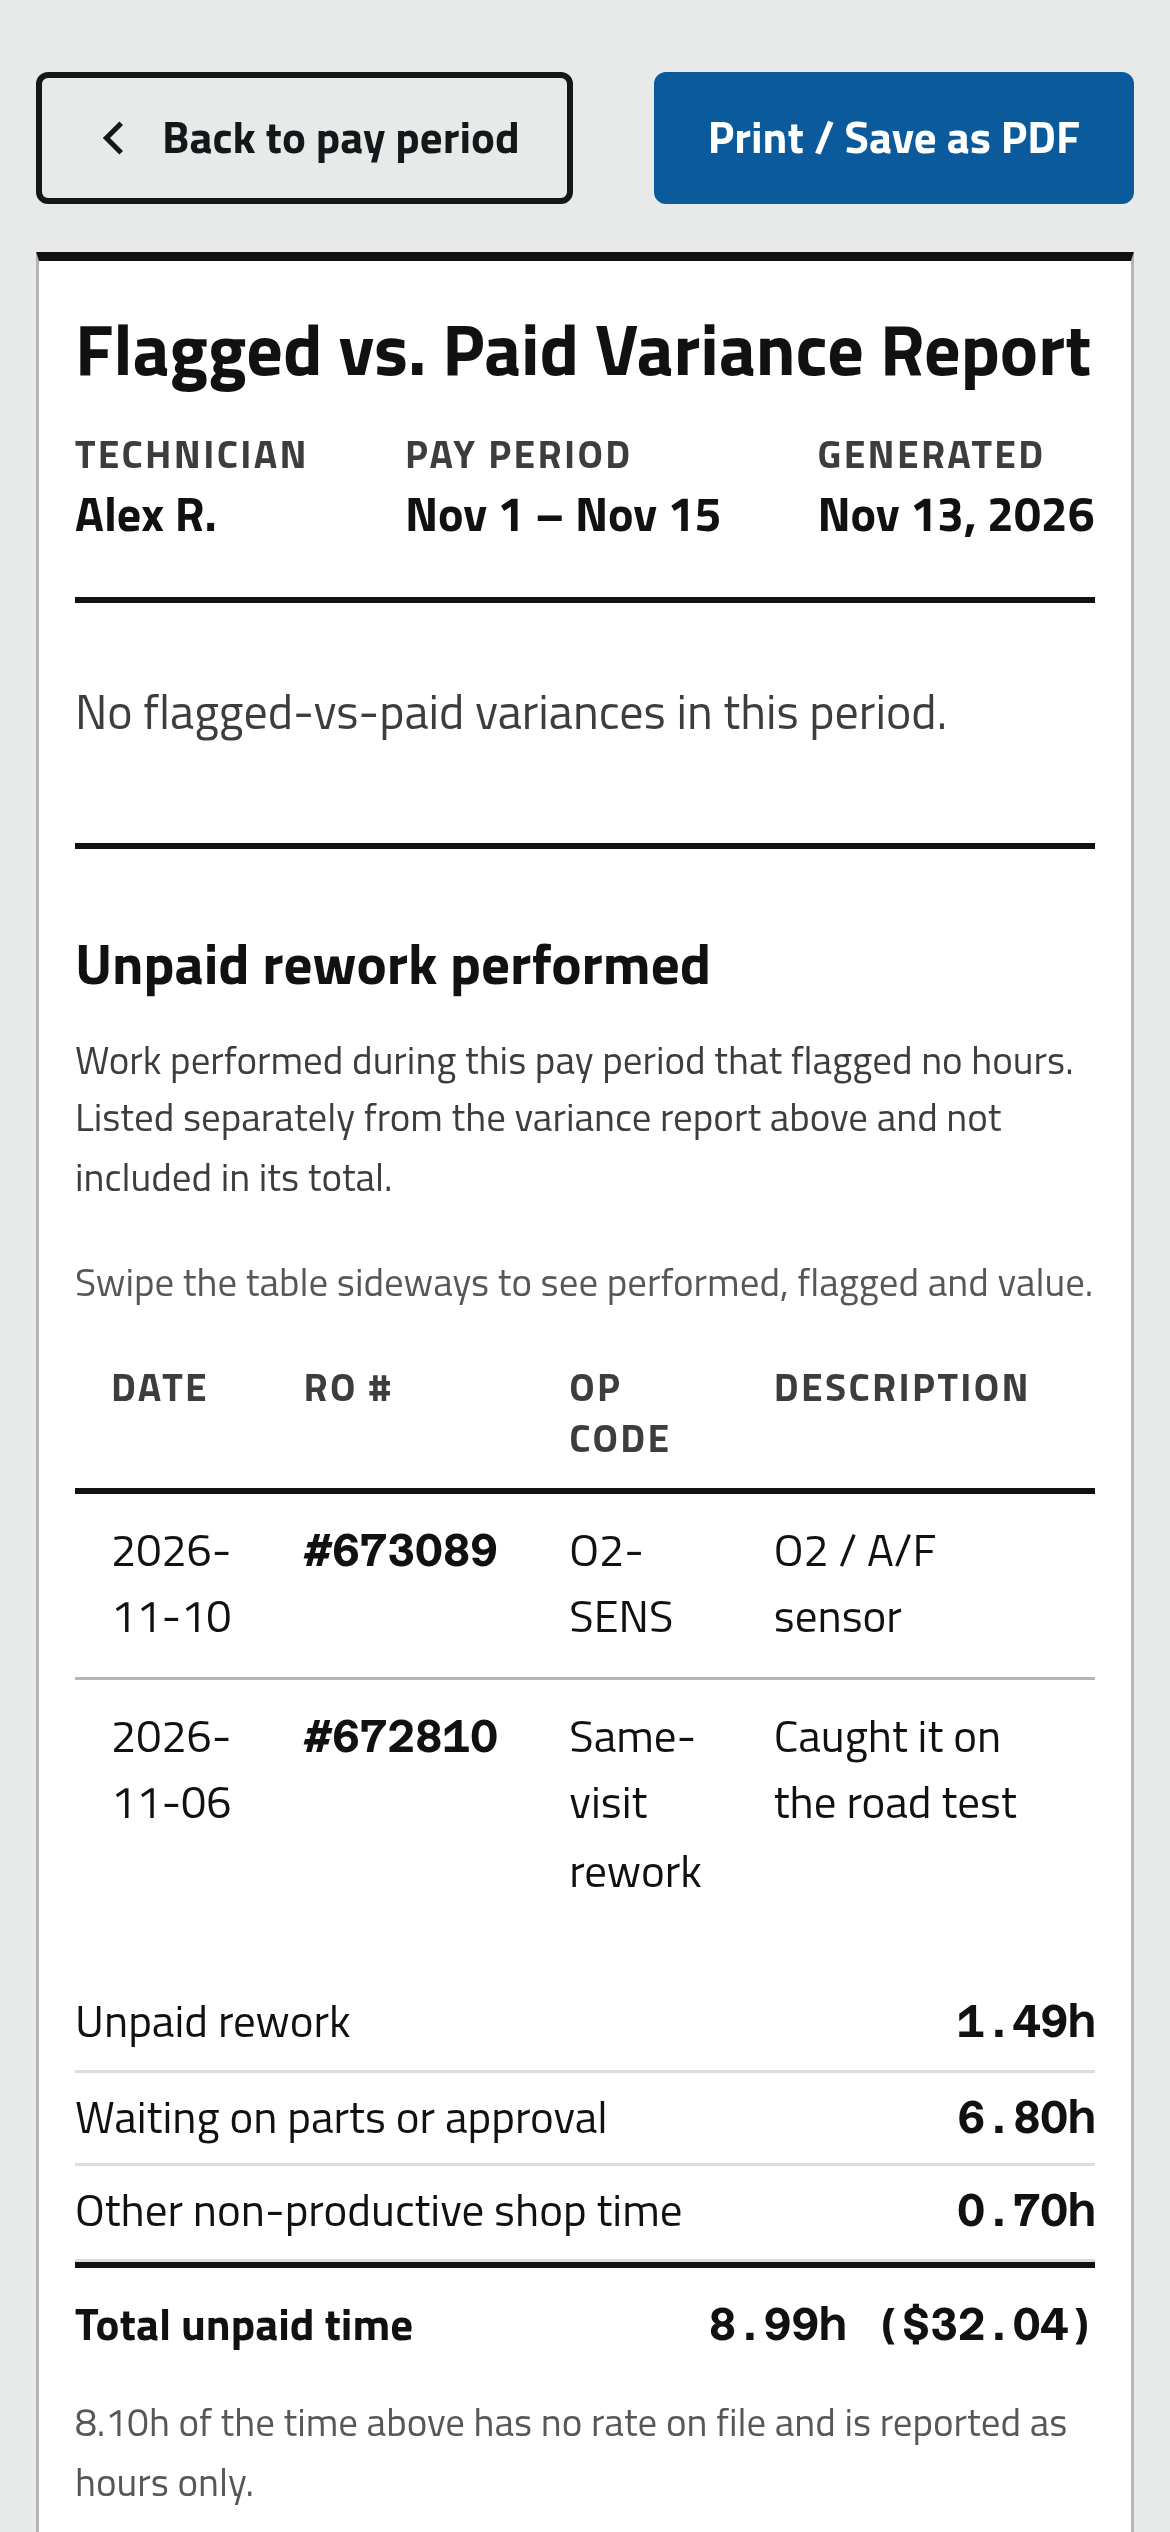 Back to pay period
Print / Save as PDF
Flagged vs. Paid Variance Report
TECHNICIAN PAY PERIOD GENERATED
Alex R. Nov 1 – Nov 15 Nov 13, 2026
No flagged-vs-paid variances in this period.
Unpaid rework performed
Work performed during this pay period that flagged no hours.
Listed separately from the variance report above and not
included in its total.
Swipe the table sideways to see performed, flagged and value.
DATE RO # OP DESCRIPTION
CODE
2026- #673089 O2- O2 / A/F
11-10 SENS sensor
2026- #672810 Same- Caught it on
11-06 visit the road test
rework
Unpaid rework 1.49h
Waiting on parts or approval 6.80h
Other non-productive shop time 0.70h
Total unpaid time 8.99h ($32.04)
8.10h of the time above has no rate on file and is reported as
hours only.